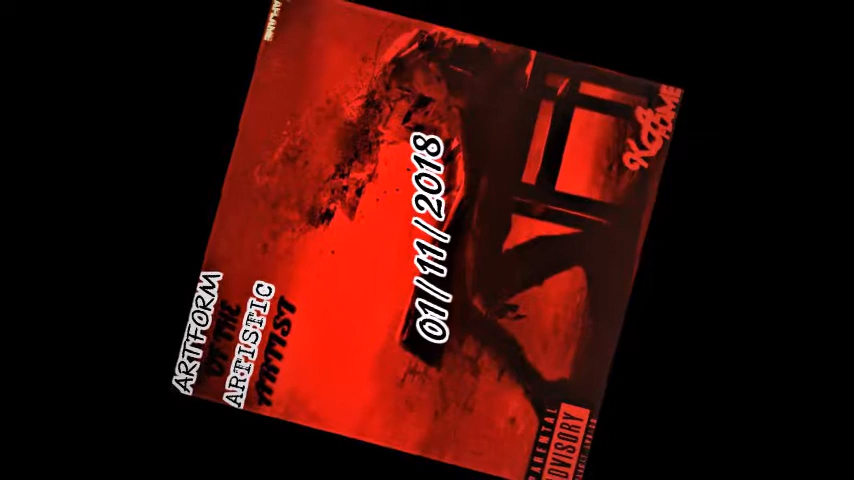 ARTFORM
OF THE
ARTISTIC
ARTIST
01/11/2018
PARENTAL
ADVISORY